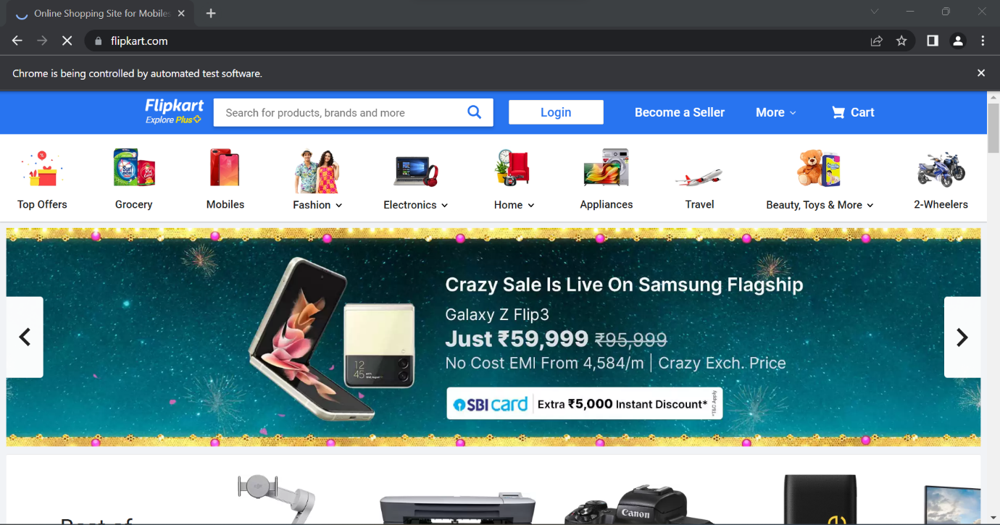 Online Shopping Site for Mobiles
flipkart.com
Chrome is being controlled by automated test software.
Flipkart
Explore Plus
Search for products, brands and more
Login
Become a Seller
More
Cart
Surf excel
Top Offers
Grocery
Mobiles
Fashion
Electronics
Home
Appliances
Travel
Beauty, Toys & More
2-Wheelers
Crazy Sale Is Live On Samsung Flagship
Galaxy Z Flip3
Just ₹59,999 ₹95,999
No Cost EMI From 4,584/m | Crazy Exch. Price
12
45
SBI card
Extra ₹5,000 Instant Discount*
*T&C Apply
Best of
Canon